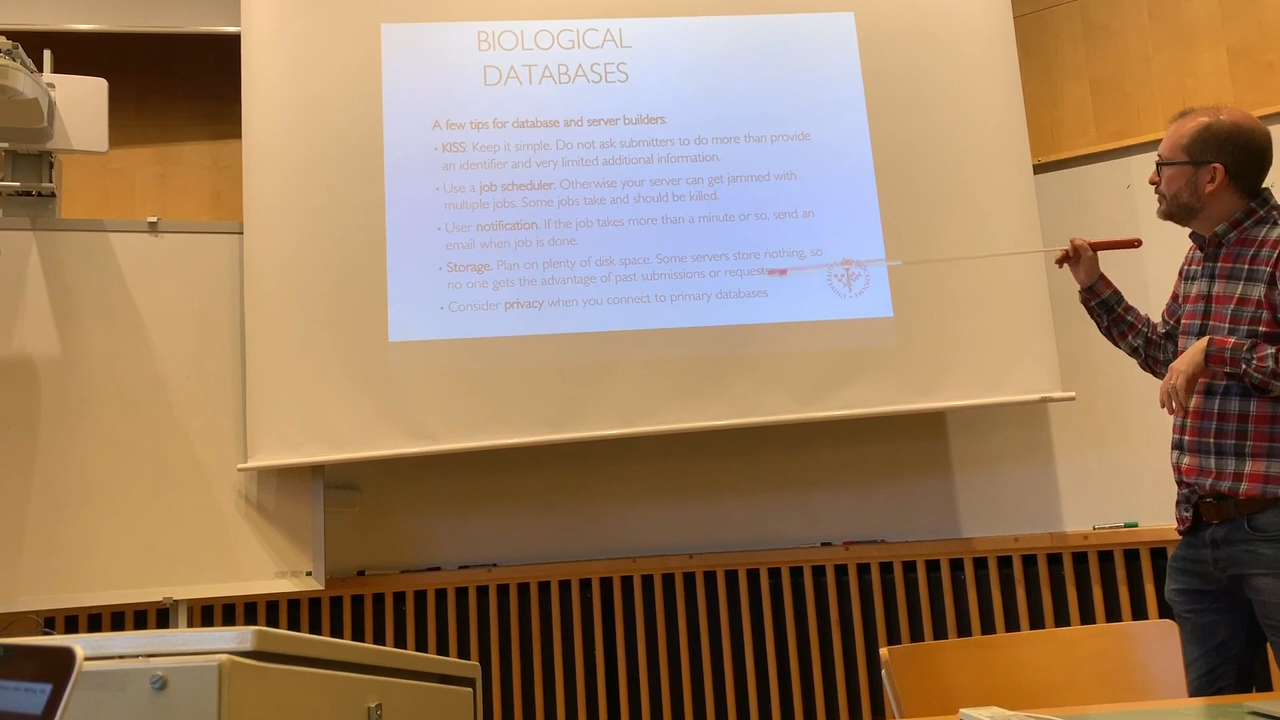 BIOLOGICAL
DATABASES
A few tips for database and server builders:
• KISS: Keep it simple. Do not ask submitters to do more than provide
an identifier and very limited additional information.
• Use a job scheduler. Otherwise your server can get jammed with
multiple jobs. Some jobs take and should be killed.
• User notification. If the job takes more than a minute or so, send an
email when job is done.
• Storage. Plan on plenty of disk space. Some servers store nothing, so
no one gets the advantage of past submissions or requests
• Consider privacy when you connect to primary databases